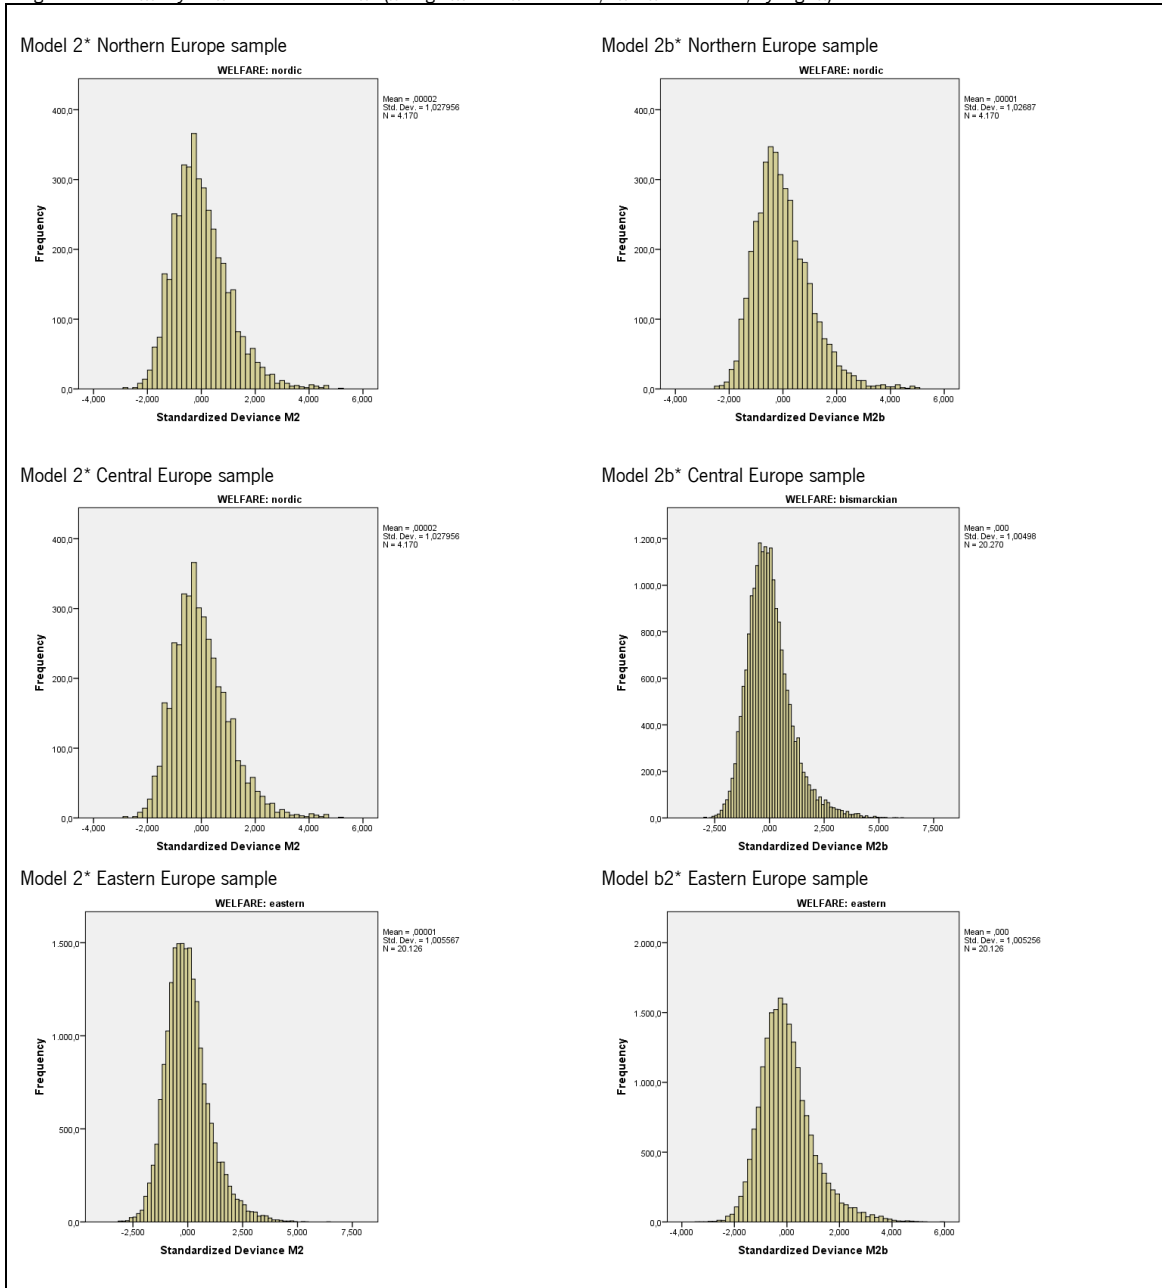 Model 2* Northern Europe sample
WELFARE: nordic
Mean = ,00002
Std. Dev. = 1,027956
N = 4.170
400,0
300,0
200,0
100,0
0,0
Frequency
-4,000 -2,000 ,000 2,000 4,000 6,000
Standardized Deviance M2
Model 2b* Northern Europe sample
WELFARE: nordic
Mean = ,00001
Std. Dev. = 1,02687
N = 4.170
400,0
300,0
200,0
100,0
0,0
Frequency
-4,000 -2,000 ,000 2,000 4,000 6,000
Standardized Deviance M2b
Model 2* Central Europe sample
WELFARE: nordic
Mean = ,00002
Std. Dev. = 1,027956
N = 4.170
400,0
300,0
200,0
100,0
0,0
Frequency
-4,000 -2,000 ,000 2,000 4,000 6,000
Standardized Deviance M2
Model 2b* Central Europe sample
WELFARE: bismarckian
Mean = ,000
Std. Dev. = 1,00498
N = 20.270
1.200,0
1.000,0
800,0
600,0
400,0
200,0
0,0
Frequency
-2,500 ,000 2,500 5,000 7,500
Standardized Deviance M2b
Model 2* Eastern Europe sample
WELFARE: eastern
Mean = ,00001
Std. Dev. = 1,005567
N = 20.126
1.500,0
1.000,0
500,0
0,0
Frequency
-2,500 ,000 2,500 5,000 7,500
Standardized Deviance M2
Model b2* Eastern Europe sample
WELFARE: eastern
Mean = ,000
Std. Dev. = 1,005256
N = 20.126
2.000,0
1.500,0
1.000,0
500,0
0,0
Frequency
-4,000 -2,000 ,000 2,000 4,000 6,000
Standardized Deviance M2b